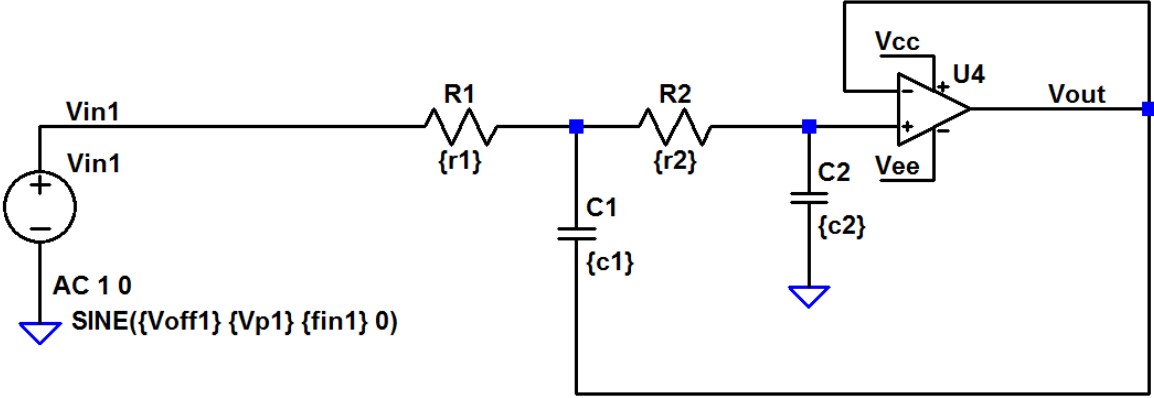 Vcc
U4
Vin1
R1
R2
Vout
Vin1
{r1}
{r2}
Vee
C1
C2
{c1}
{c2}
AC 1 0
SINE({Voff1} {Vp1} {fin1} 0)